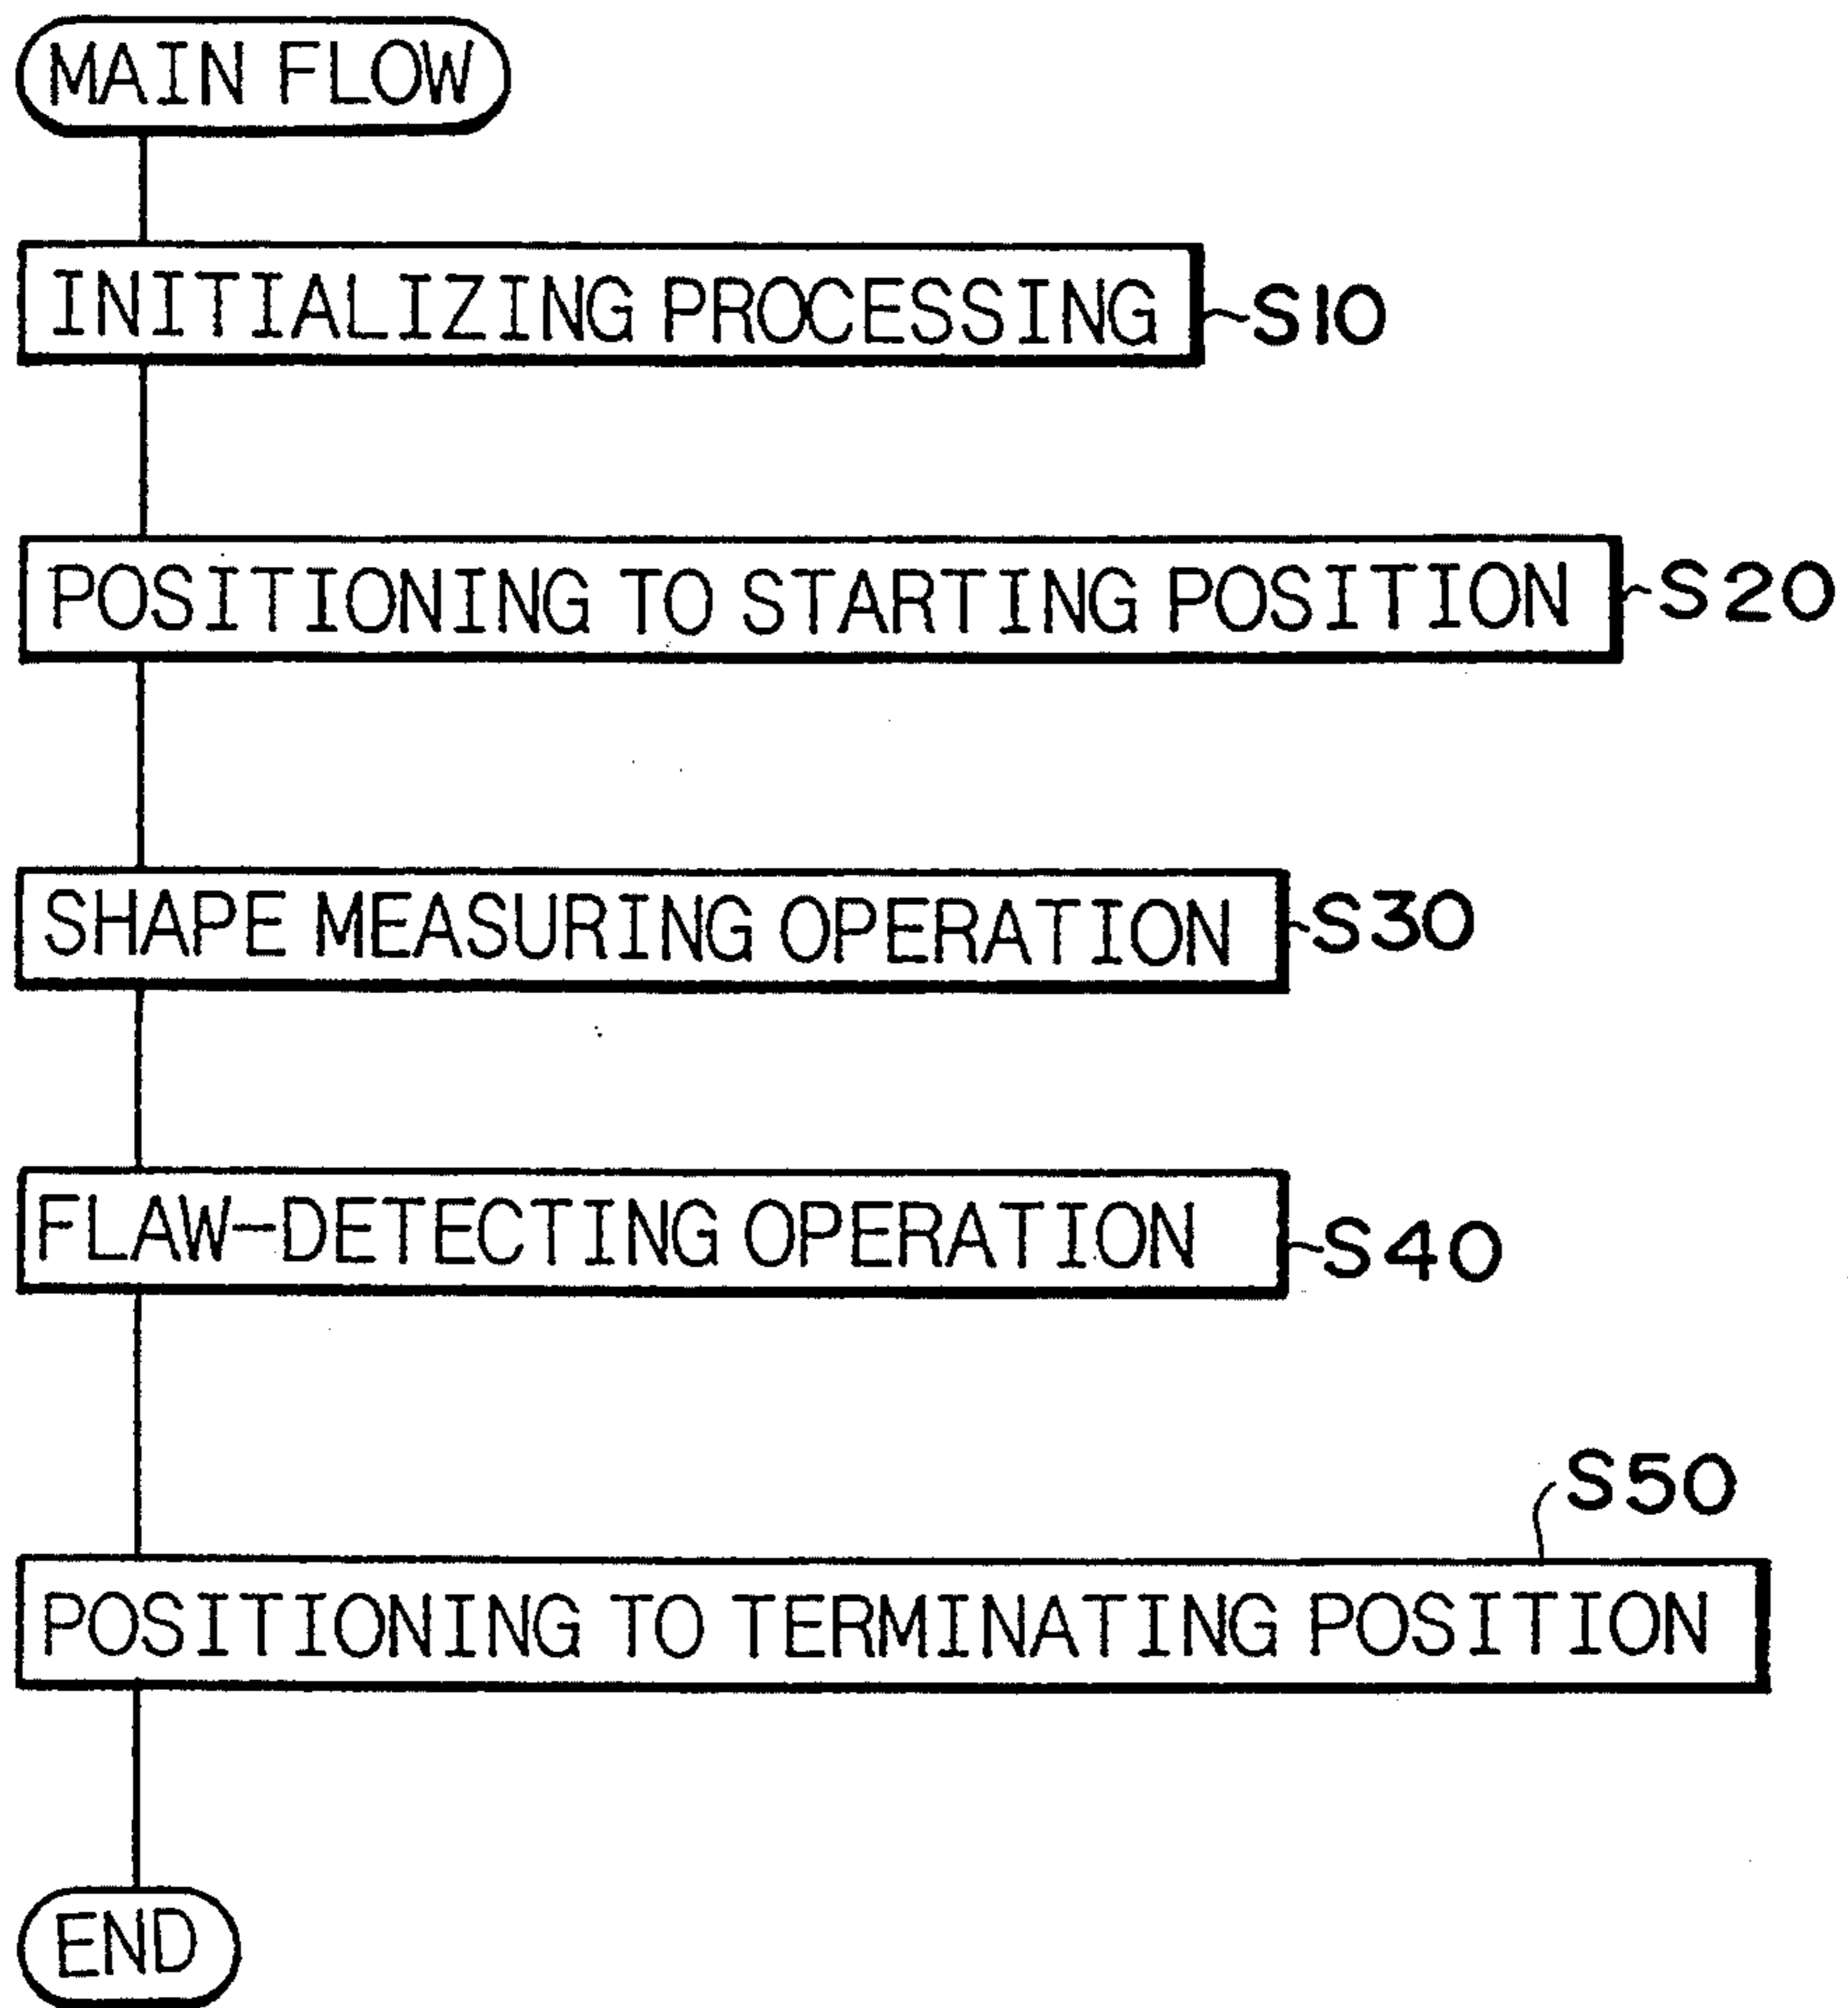 MAIN FLOW
INITIALIZING PROCESSING S10
POSITIONING TO STARTING POSITION S20
SHAPE MEASURING OPERATION S30
FLAW-DETECTING OPERATION S40
S50
POSITIONING TO TERMINATING POSITION
END